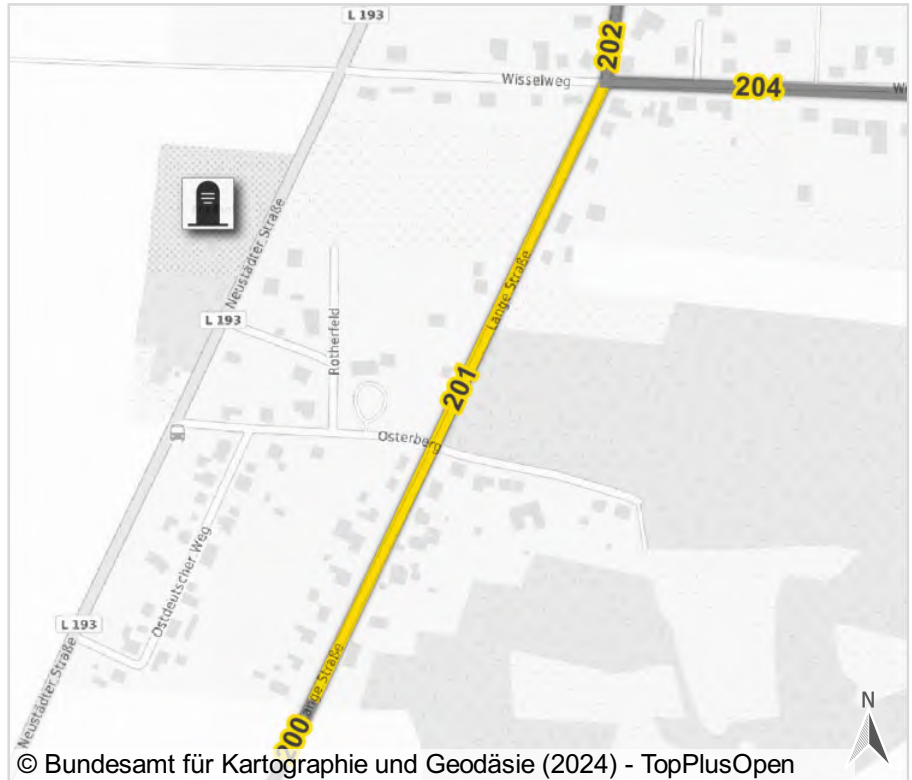 L 193
202
Wisselweg
204
Neustädter Straße
Lange Straße
L 193
Rotherfeld
201
Osterberg
Ostdeutscher Weg
L 193
Neustädter Straße
ange Straße
200
N
© Bundesamt für Kartographie und Geodäsie (2024) - TopPlusOpen